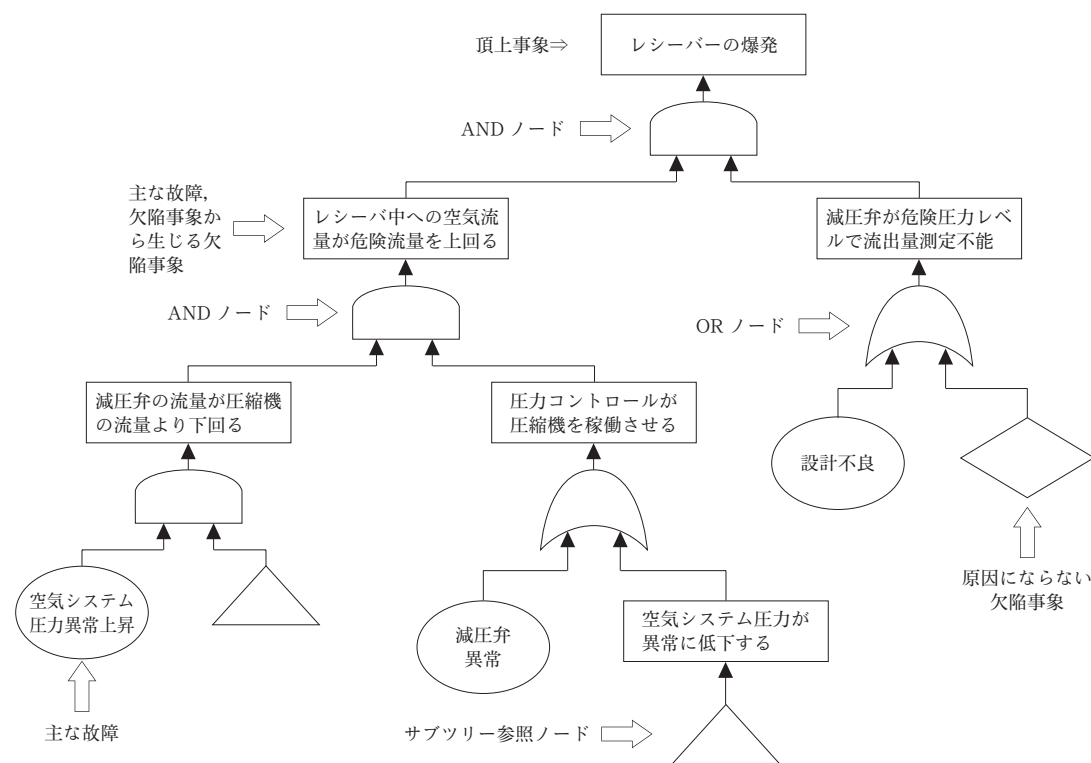 頂上事象⇒
レシーバーの爆発
AND ノード
主な故障,
欠陥事象か
ら生じる欠
陥事象
レシーバ中への空気流
量が危険流量を上回る
減圧弁が危険圧力レベ
ルで流出量測定不能
AND ノード
OR ノード
減圧弁の流量が圧縮機
の流量より下回る
圧力コントロールが
圧縮機を稼働させる
設計不良
空気システム
圧力異常上昇
減圧弁
異常
空気システム圧力が
異常に低下する
原因にならない
欠陥事象
主な故障
サブツリー参照ノード